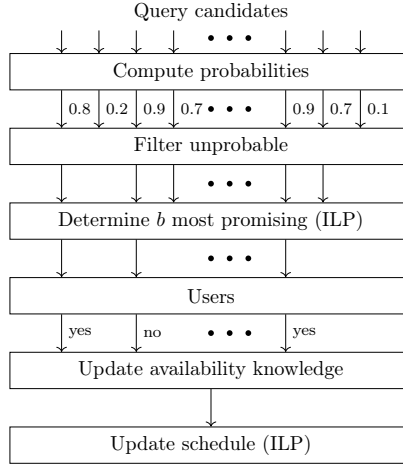 Query candidates
Compute probabilities
0.8 0.2 0.9 0.7 0.9 0.7 0.1
Filter unprobable
Determine b most promising (ILP)
Users
yes no yes
Update availability knowledge
Update schedule (ILP)